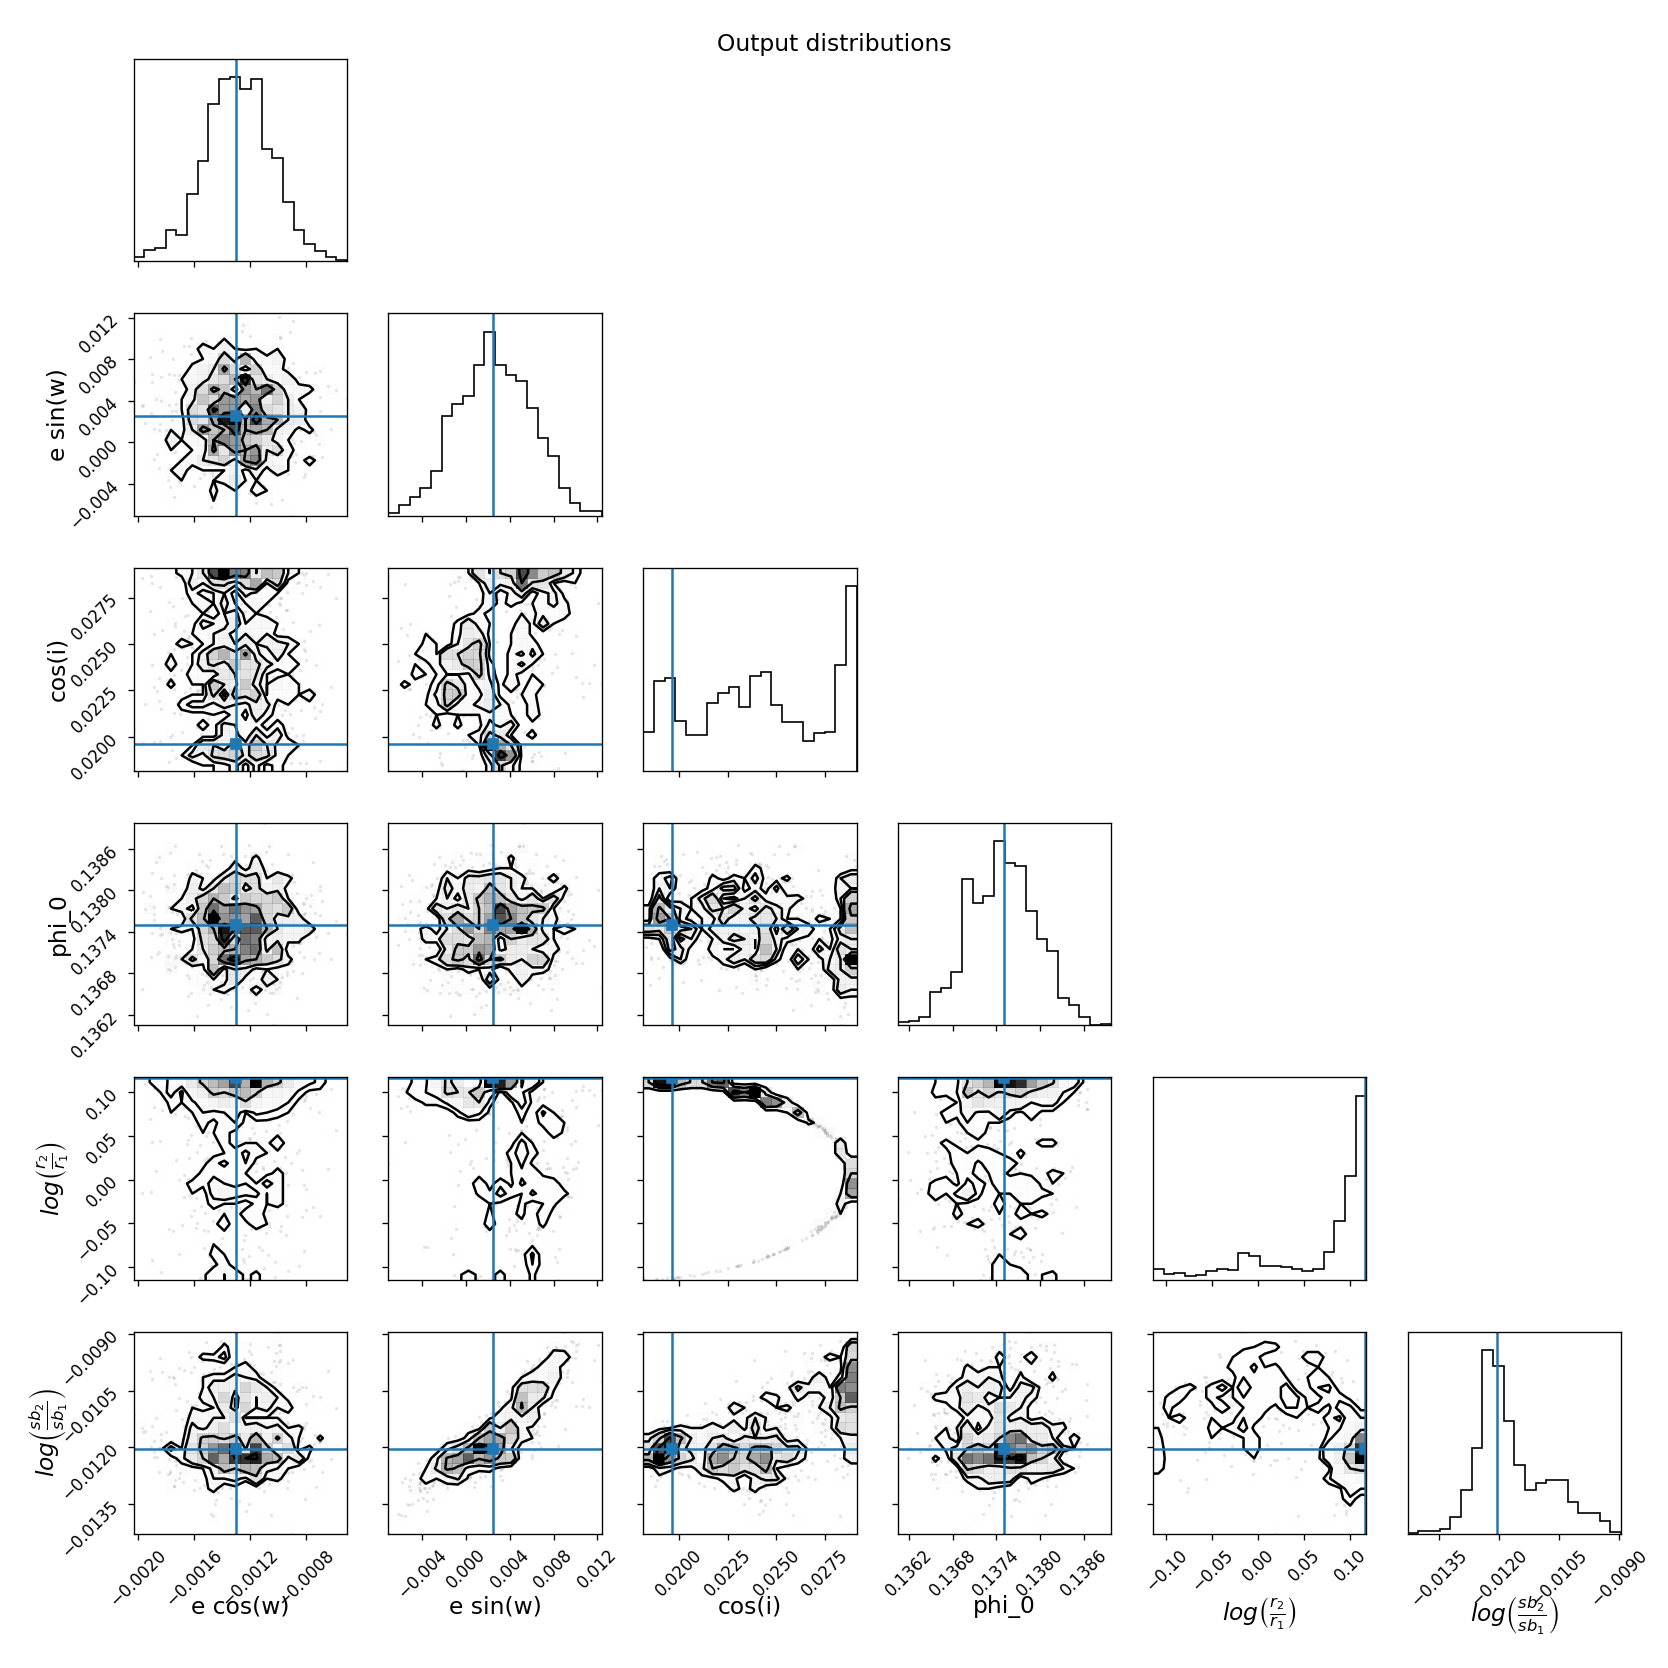 Output distributions
e sin(w)
0.012
0.008
0.004
0.000
−0.004
cos(i)
0.0275
0.0250
0.0225
0.0200
phi_0
0.1386
0.1380
0.1374
0.1368
0.1362
log(r2/r1)
0.10
0.05
0.00
−0.05
−0.10
log(sb2/sb1)
−0.0090
−0.0105
−0.0120
−0.0135
−0.0020 −0.0016 −0.0012 −0.0008
−0.004 0.000 0.004 0.008 0.012
0.0200 0.0225 0.0250 0.0275
0.1362 0.1368 0.1374 0.1380 0.1386
−0.10 −0.05 0.00 0.05 0.10
−0.0135 −0.0120 −0.0105 −0.0090
e cos(w)
e sin(w)
cos(i)
phi_0
log(r2/r1)
log(sb2/sb1)